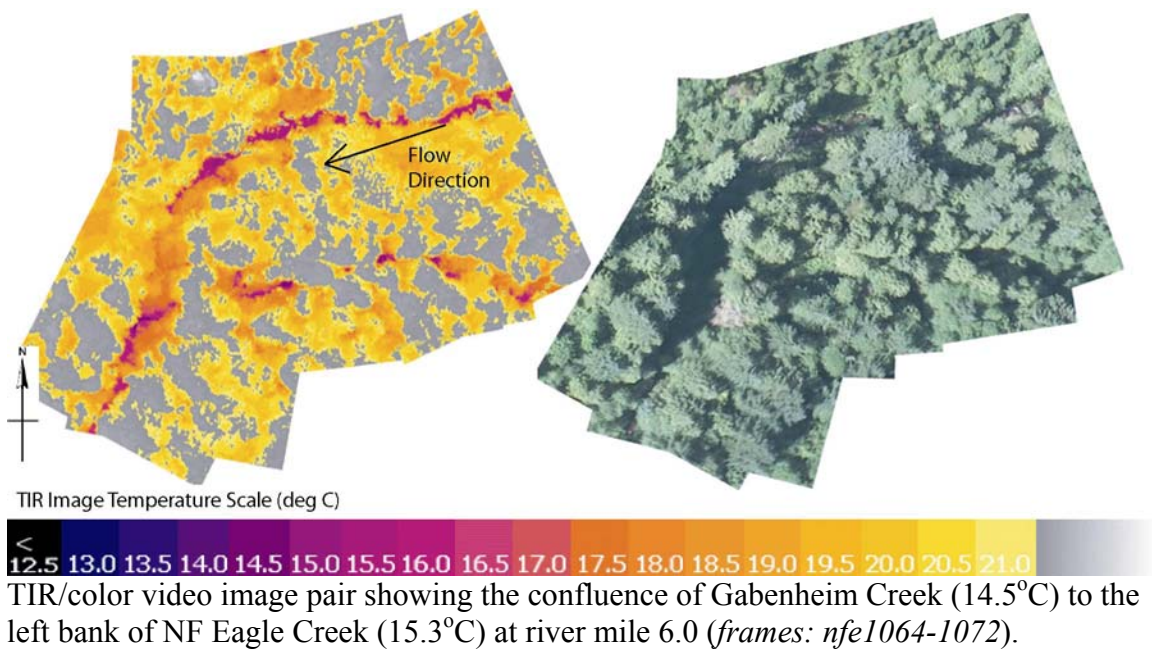 Flow
Direction
N
TIR Image Temperature Scale (deg C)
<
12.5 13.0 13.5 14.0 14.5 15.0 15.5 16.0 16.5 17.0 17.5 18.0 18.5 19.0 19.5 20.0 20.5 21.0
TIR/color video image pair showing the confluence of Gabenheim Creek (14.5°C) to the
left bank of NF Eagle Creek (15.3°C) at river mile 6.0 (frames: nfe1064-1072).